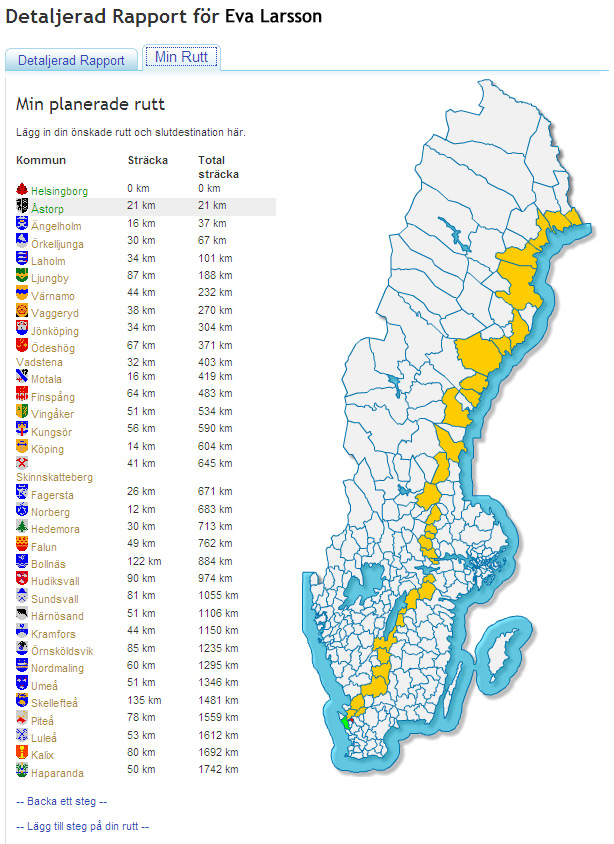 Detaljerad Rapport för Eva Larsson
Detaljerad Rapport Min Rutt
Min planerade rutt
Lägg in din önskade rutt och slutdestination här.
Kommun Sträcka Total sträcka
Helsingborg 0 km 0 km
Åstorp 21 km 21 km
Ängelholm 16 km 37 km
Örkelljunga 30 km 67 km
Laholm 34 km 101 km
Ljungby 87 km 188 km
Värnamo 44 km 232 km
Vaggeryd 38 km 270 km
Jönköping 34 km 304 km
Ödeshög 67 km 371 km
Vadstena 32 km 403 km
Motala 16 km 419 km
Finspång 64 km 483 km
Vingåker 51 km 534 km
Kungsör 56 km 590 km
Köping 14 km 604 km
Skinnskatteberg 41 km 645 km
Fagersta 26 km 671 km
Norberg 12 km 683 km
Hedemora 30 km 713 km
Falun 49 km 762 km
Bollnäs 122 km 884 km
Hudiksvall 90 km 974 km
Sundsvall 81 km 1055 km
Härnösand 51 km 1106 km
Kramfors 44 km 1150 km
Örnsköldsvik 85 km 1235 km
Nordmaling 60 km 1295 km
Umeå 51 km 1346 km
Skellefteå 135 km 1481 km
Piteå 78 km 1559 km
Luleå 53 km 1612 km
Kalix 80 km 1692 km
Haparanda 50 km 1742 km
-- Backa ett steg --
-- Lägg till steg på din rutt --